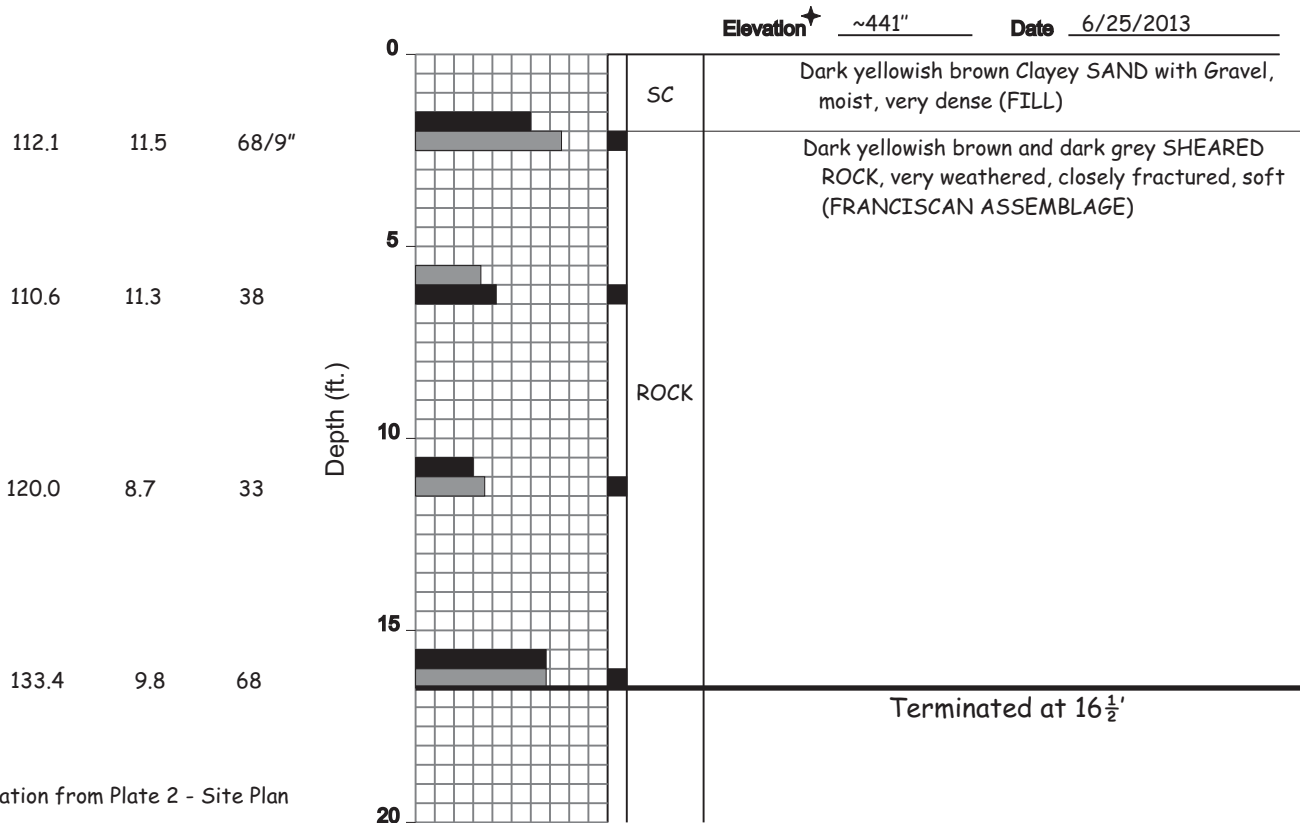 Elevation ~441" Date 6/25/2013
0
SC
Dark yellowish brown Clayey SAND with Gravel,
moist, very dense (FILL)
112.1 11.5 68/9"
Dark yellowish brown and dark grey SHEARED
ROCK, very weathered, closely fractured, soft
(FRANCISCAN ASSEMBLAGE)
5
110.6 11.3 38
Depth (ft.)
ROCK
10
120.0 8.7 33
15
133.4 9.8 68
Terminated at 16½'
ation from Plate 2 - Site Plan
20